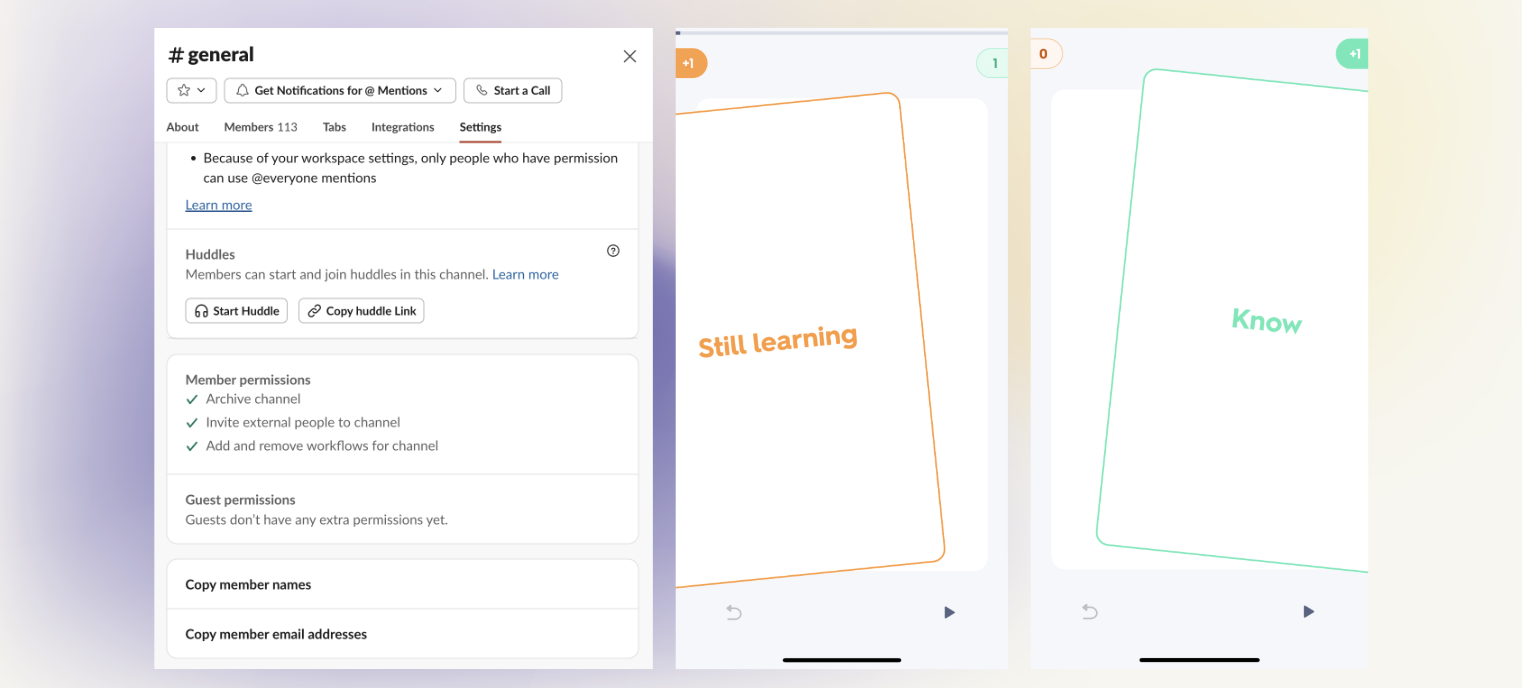 # general
Get Notifications for @ Mentions
Start a Call
About Members 113 Tabs Integrations Settings
• Because of your workspace settings, only people who have permission
can use @everyone mentions
Learn more
Huddles
Members can start and join huddles in this channel. Learn more
Start Huddle
Copy huddle Link
Member permissions
Archive channel
Invite external people to channel
Add and remove workflows for channel
Guest permissions
Guests don't have any extra permissions yet.
Copy member names
Copy member email addresses
+1
1
Still learning
0
+1
Know